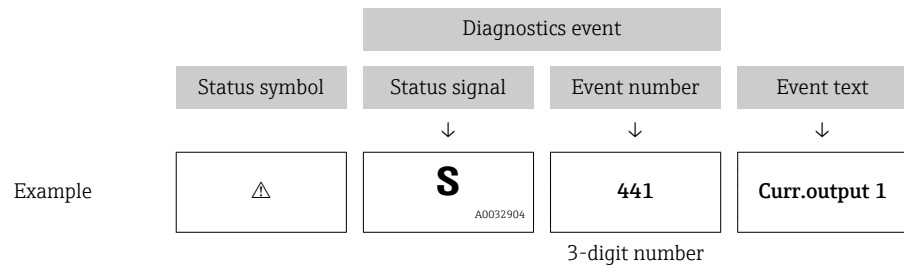 Diagnostics event
Status symbol Status signal Event number Event text
↓ ↓ ↓
Example ⚠ S 441 Curr.output 1
A0032904
3-digit number